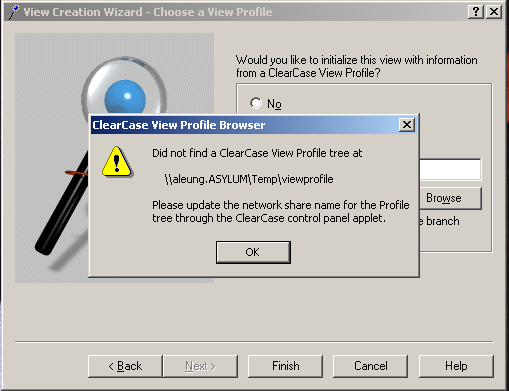 View Creation Wizard - Choose a View Profile
Would you like to initialize this view with information
from a ClearCase View Profile?
No
ClearCase View Profile Browser
Did not find a ClearCase View Profile tree at
\\aleung.ASYLUM\Temp\viewprofile
Please update the network share name for the Profile
tree through the ClearCase control panel applet.
OK
Browse
e branch
< Back
Next >
Finish
Cancel
Help